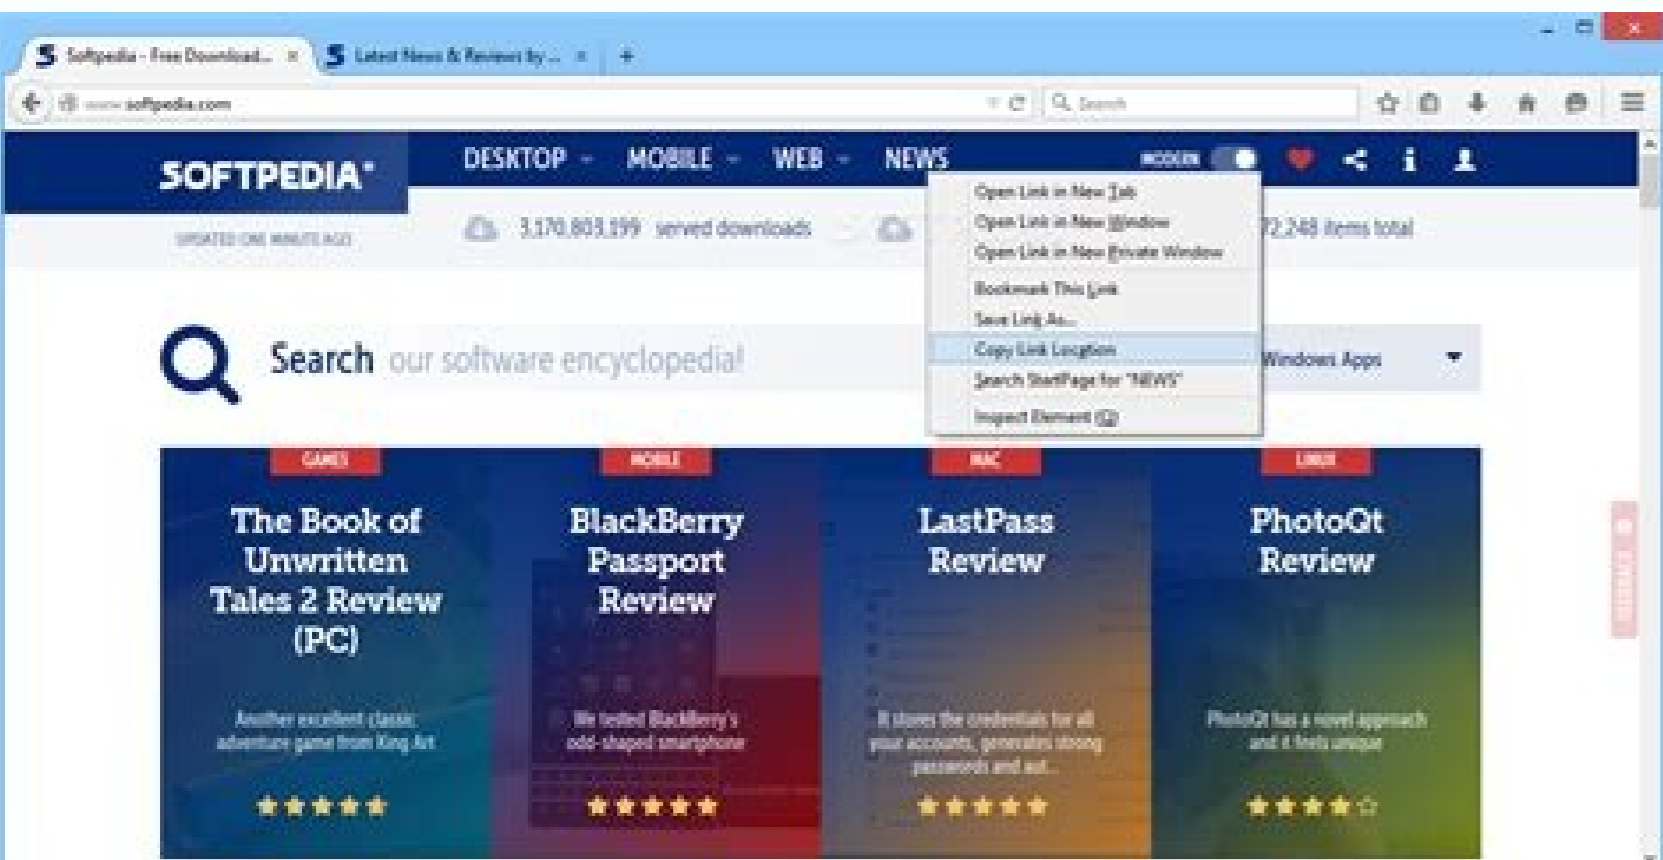 Softpedia - Free Download...
Latest News & Reviews by ...
www.softpedia.com
Search
SOFTPEDIA®
DESKTOP
MOBILE
WEB
NEWS
MODERN
UPDATED ONE MINUTE AGO
3,170,803,199 served downloads
72,248 items total
Open Link in New Tab
Open Link in New Window
Open Link in New Private Window
Bookmark This Link
Save Link As...
Copy Link Location
Search StartPage for "NEWS"
Inspect Element (Q)
Search our software encyclopedia!
Windows Apps
GAMES
The Book of
Unwritten
Tales 2 Review
(PC)
Another excellent classic
adventure game from King Art
MOBILE
BlackBerry
Passport
Review
We tested BlackBerry's
odd-shaped smartphone
MAC
LastPass
Review
It stores the credentials for all
your accounts, generates strong
passwords and aut...
LINUX
PhotoQt
Review
PhotoQt has a novel approach
and it feels unique
FEEDBACK